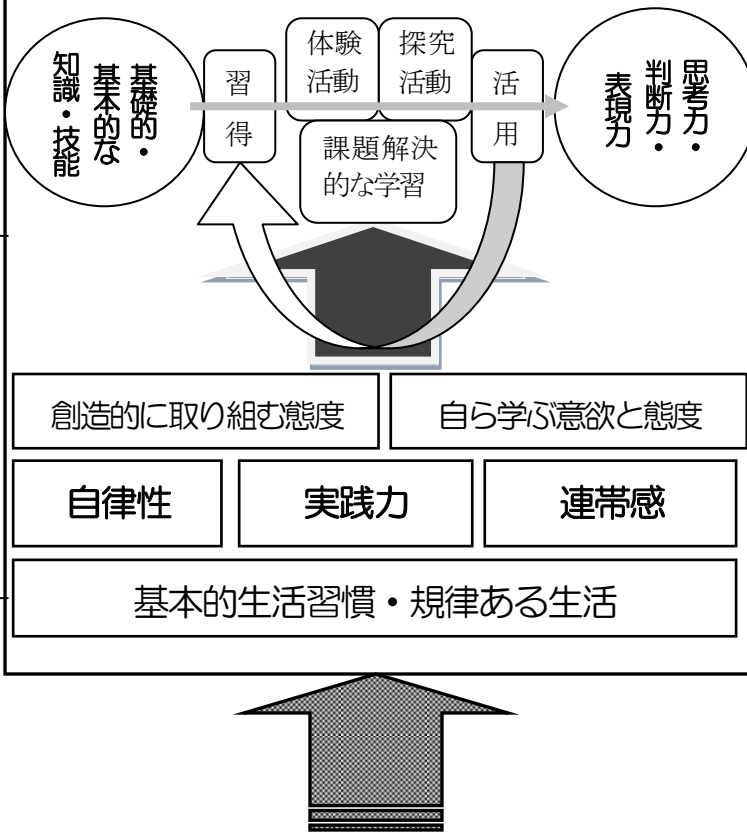 基礎的・
基本的な
知識・技能
習
得
体験
活動
探究
活動
課題解決
的な学習
活
用
思考力・
判断力・
表現力
創造的に取り組む態度
自ら学ぶ意欲と態度
自律性
実践力
連帯感
基本的生活習慣・規律ある生活